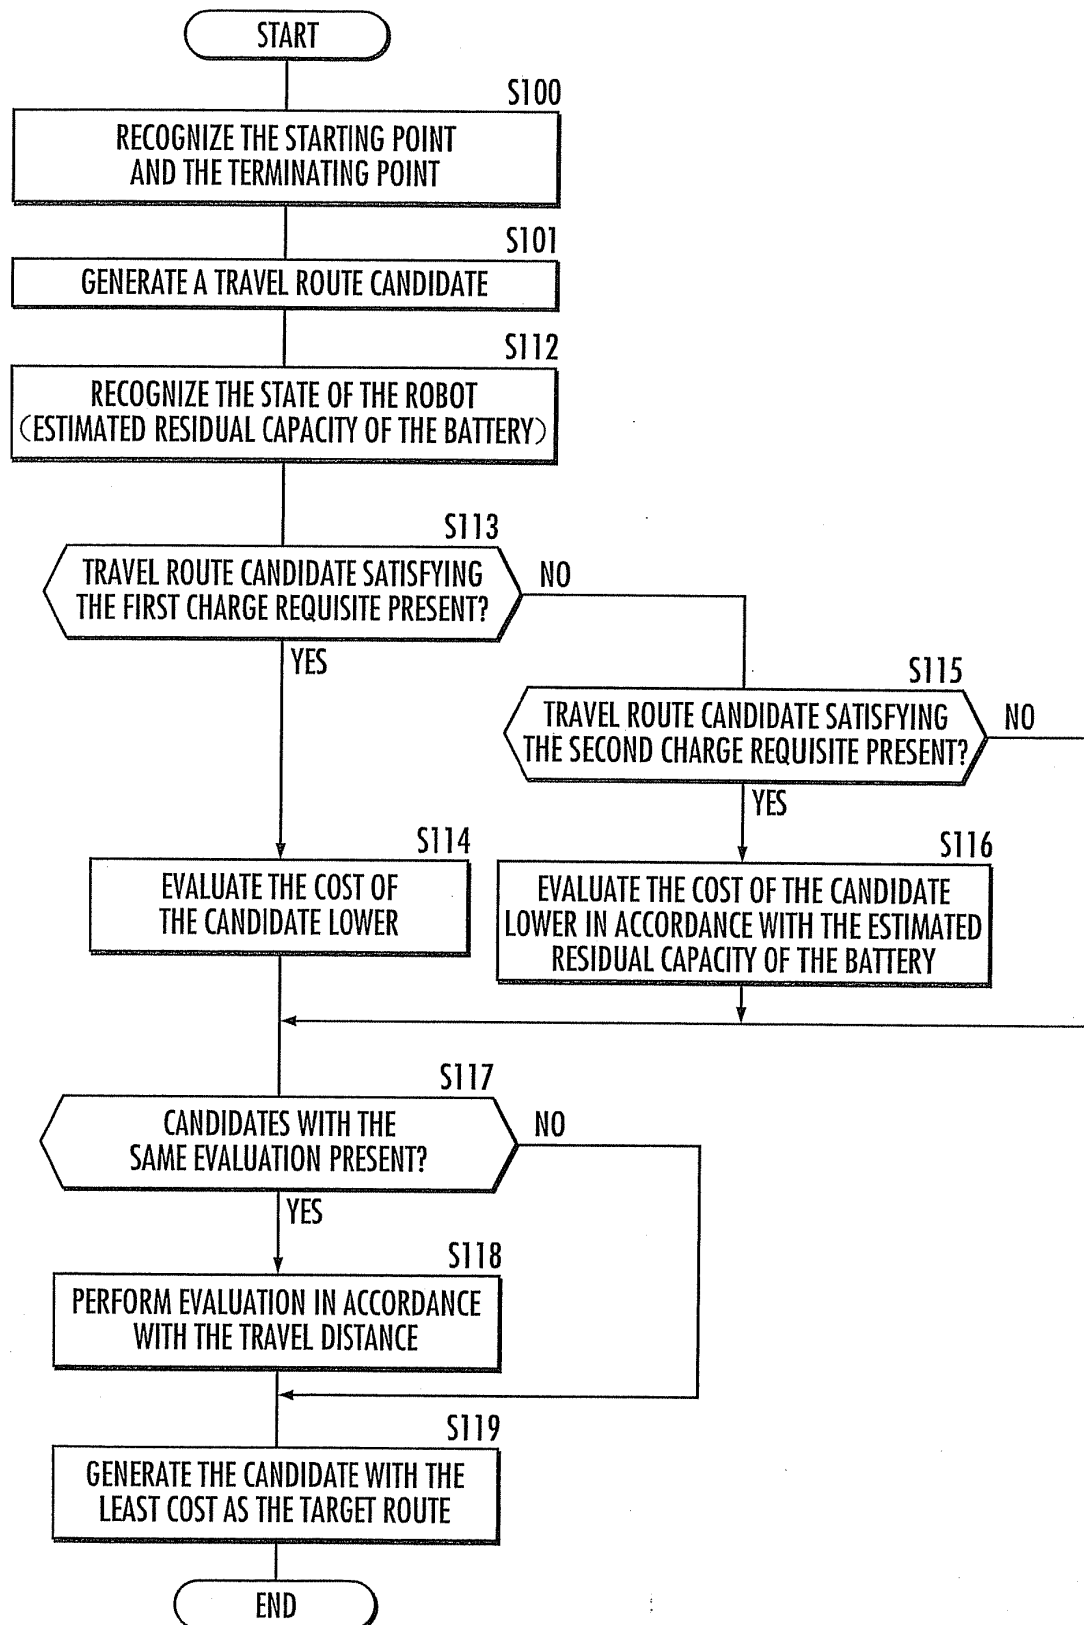 START
S100
RECOGNIZE THE STARTING POINT
AND THE TERMINATING POINT
S101
GENERATE A TRAVEL ROUTE CANDIDATE
S112
RECOGNIZE THE STATE OF THE ROBOT
(ESTIMATED RESIDUAL CAPACITY OF THE BATTERY)
S113
TRAVEL ROUTE CANDIDATE SATISFYING
THE FIRST CHARGE REQUISITE PRESENT?
NO
YES
S115
TRAVEL ROUTE CANDIDATE SATISFYING
THE SECOND CHARGE REQUISITE PRESENT?
NO
YES
S114
EVALUATE THE COST OF
THE CANDIDATE LOWER
S116
EVALUATE THE COST OF THE CANDIDATE
LOWER IN ACCORDANCE WITH THE ESTIMATED
RESIDUAL CAPACITY OF THE BATTERY
S117
CANDIDATES WITH THE
SAME EVALUATION PRESENT?
NO
YES
S118
PERFORM EVALUATION IN ACCORDANCE
WITH THE TRAVEL DISTANCE
S119
GENERATE THE CANDIDATE WITH THE
LEAST COST AS THE TARGET ROUTE
END